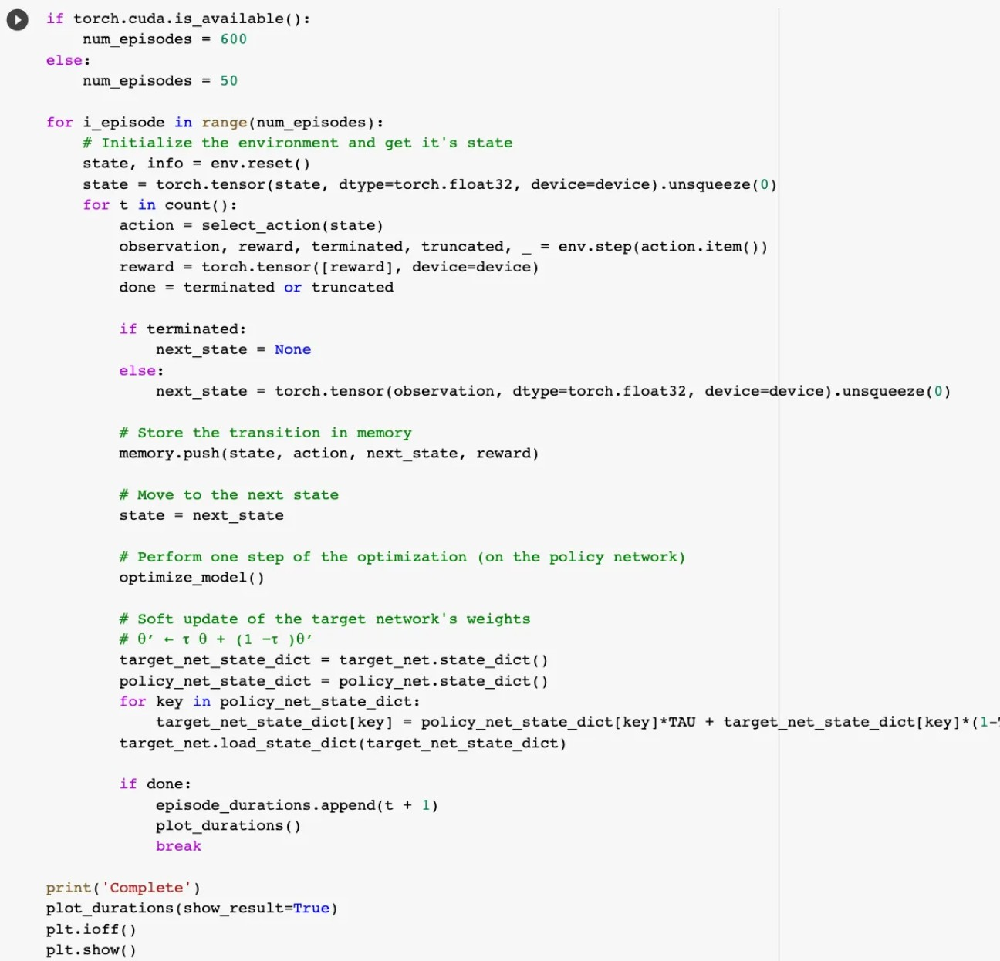 if torch.cuda.is_available():
    num_episodes = 600
else:
    num_episodes = 50

for i_episode in range(num_episodes):
    # Initialize the environment and get it's state
    state, info = env.reset()
    state = torch.tensor(state, dtype=torch.float32, device=device).unsqueeze(0)
    for t in count():
        action = select_action(state)
        observation, reward, terminated, truncated, _ = env.step(action.item())
        reward = torch.tensor([reward], device=device)
        done = terminated or truncated

        if terminated:
            next_state = None
        else:
            next_state = torch.tensor(observation, dtype=torch.float32, device=device).unsqueeze(0)

        # Store the transition in memory
        memory.push(state, action, next_state, reward)

        # Move to the next state
        state = next_state

        # Perform one step of the optimization (on the policy network)
        optimize_model()

        # Soft update of the target network's weights
        # θ′ ← τ θ + (1 −τ )θ′
        target_net_state_dict = target_net.state_dict()
        policy_net_state_dict = policy_net.state_dict()
        for key in policy_net_state_dict:
            target_net_state_dict[key] = policy_net_state_dict[key]*TAU + target_net_state_dict[key]*(1-
        target_net.load_state_dict(target_net_state_dict)

        if done:
            episode_durations.append(t + 1)
            plot_durations()
            break

print('Complete')
plot_durations(show_result=True)
plt.ioff()
plt.show()